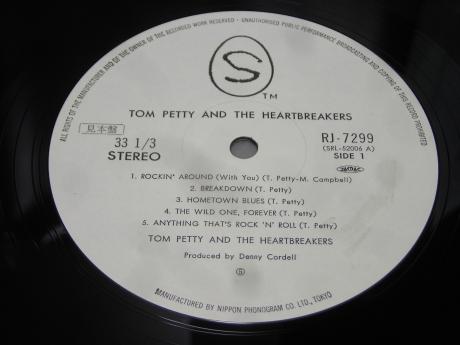 ALL RIGHTS OF THE MANUFACTURER AND OF THE OWNER OF THE RECORDED WORK RESERVED - UNAUTHORISED PUBLIC PERFORMANCE BROADCASTING AND COPYING OF THIS RECORD PROHIBITED
S
TM
TOM PETTY AND THE HEARTBREAKERS
見本盤
33 1/3
STEREO
RJ-7299
(SRL-52006 A)
SIDE 1
1. ROCKIN' AROUND (With You) (T. Petty-M. Campbell)
2. BREAKDOWN (T. Petty)
3. HOMETOWN BLUES (T. Petty)
4. THE WILD ONE, FOREVER (T. Petty)
5. ANYTHING THAT'S ROCK 'N' ROLL (T. Petty)
TOM PETTY AND THE HEARTBREAKERS
Produced by Denny Cordell
MANUFACTURED BY NIPPON PHONOGRAM CO. LTD., TOKYO